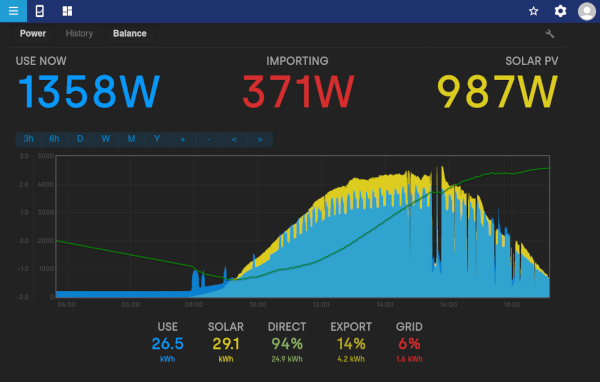 Power History Balance
USE NOW IMPORTING SOLAR PV
1358W 371W 987W
3h 6h D W M Y + - < >
3.0 5000
2.0 4000
1.0 3000
0.0 2000
-1.0 1000
-2.0 0
04:00 06:00 08:00 10:00 12:00 14:00 16:00 18:00
USE SOLAR DIRECT EXPORT GRID
26.5 29.1 94% 14% 6%
kWh kWh 24.9 kWh 4.2 kWh 1.6 kWh